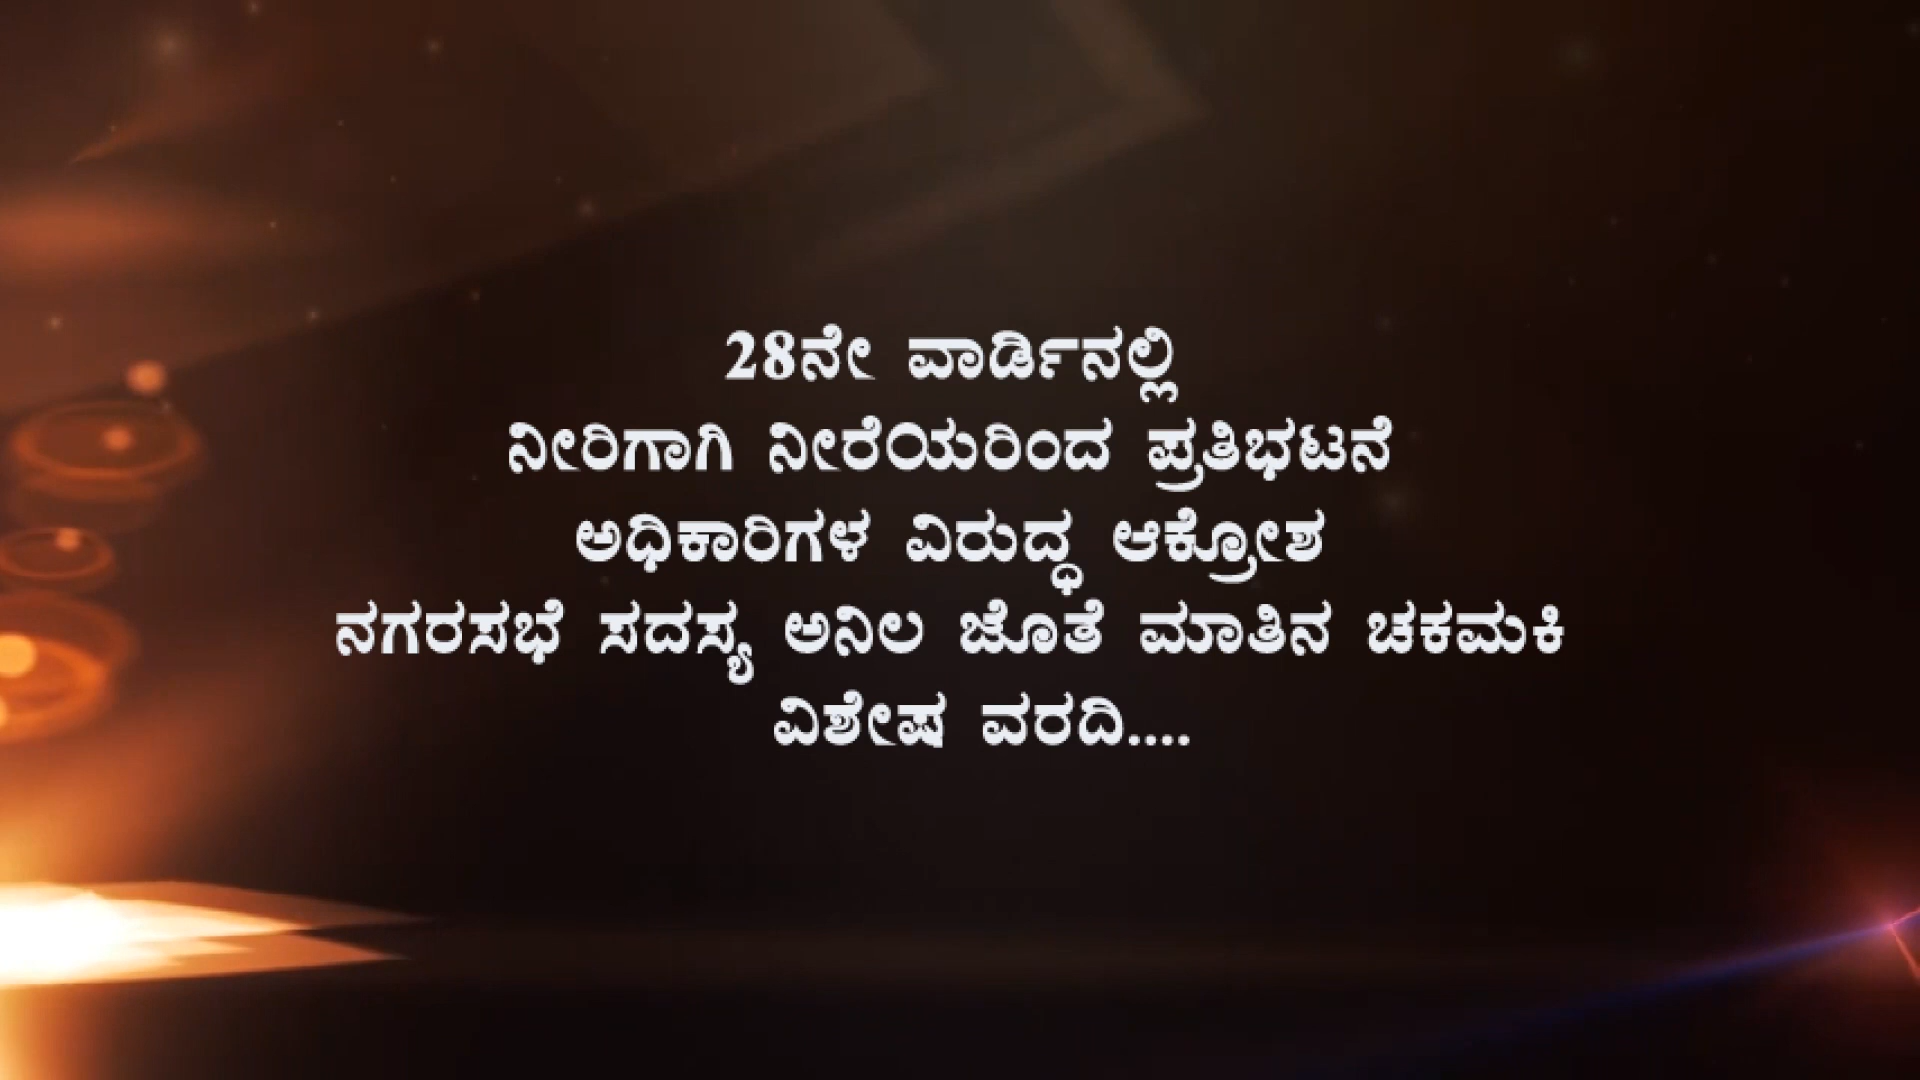 28ನೇ ವಾರ್ಡಿನಲ್ಲಿ
ನೀರಿಗಾಗಿ ನೀರೆಯರಿಂದ ಪ್ರತಿಭಟನೆ
ಅಧಿಕಾರಿಗಳ ವಿರುದ್ಧ ಆಕ್ರೋಶ
ನಗರಸಭೆ ಸದಸ್ಯ ಅನಿಲ ಜೊತೆ ಮಾತಿನ ಚಕಮಕಿ
ವಿಶೇಷ ವರದಿ....